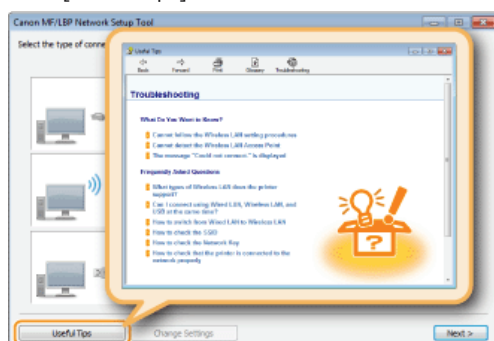 Canon MF/LBP Network Setup Tool
Select the type of conne
Useful Tips
Back Forward Print Glossary Troubleshooting
Troubleshooting
What Do You Want to Know?
Cannot follow the Wireless LAN setting procedures
Cannot detect the Wireless LAN Access Point
The message "Could not connect." is displayed
Frequently Asked Questions
What types of Wireless LAN does the printer
support?
Can I connect using Wired LAN, Wireless LAN, and
USB at the same time?
How to switch from Wired LAN to Wireless LAN
How to check the SSID
How to check the Network Key
How to check that the printer is connected to the
network properly
?
Useful Tips
Change Settings
Next >